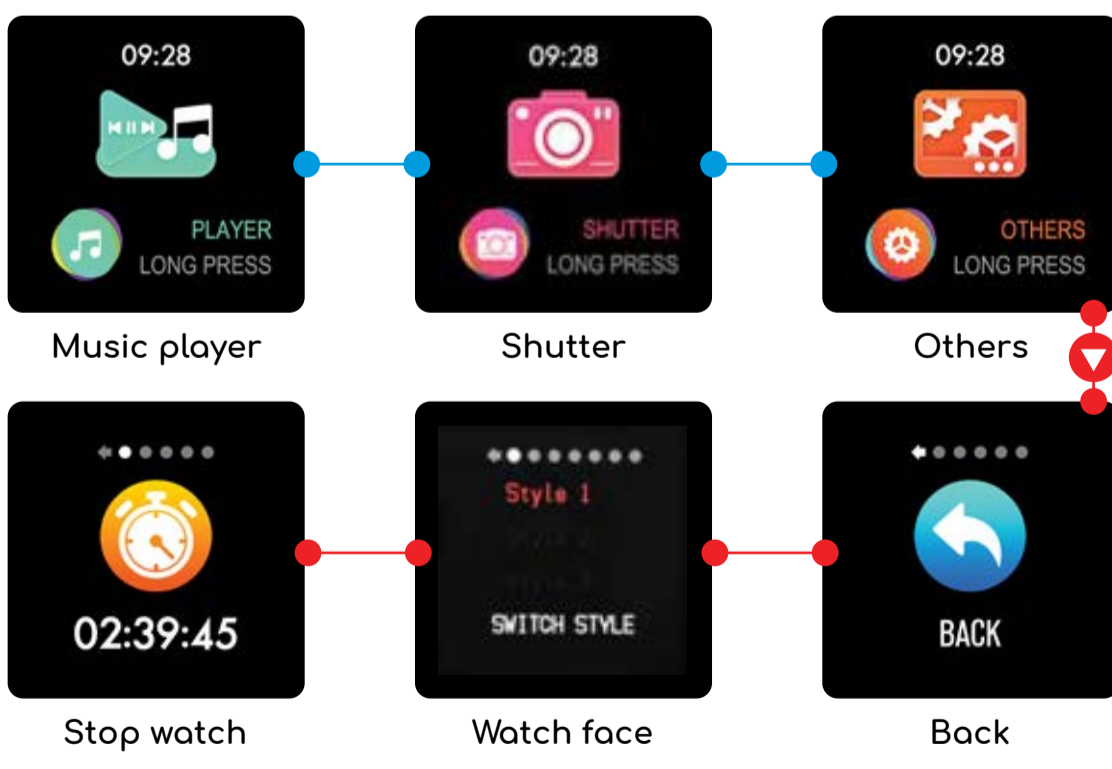 09:28
09:28
09:28
PLAYER
LONG PRESS
SHUTTER
LONG PRESS
OTHERS
LONG PRESS
Music player
Shutter
Others
Style 1
02:39:45
SWITCH STYLE
BACK
Stop watch
Watch face
Back